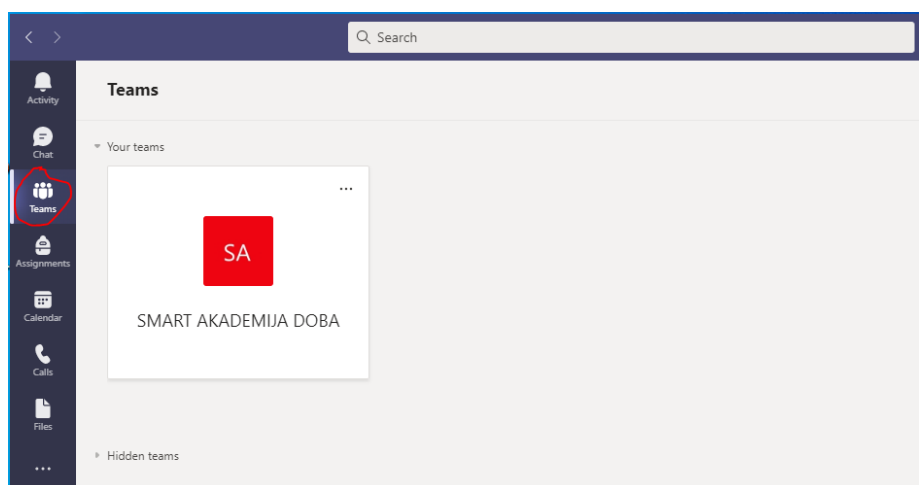 Search
Activity
Chat
Teams
Assignments
Calendar
Calls
Files
Teams
Your teams
SA
SMART AKADEMIJA DOBA
Hidden teams